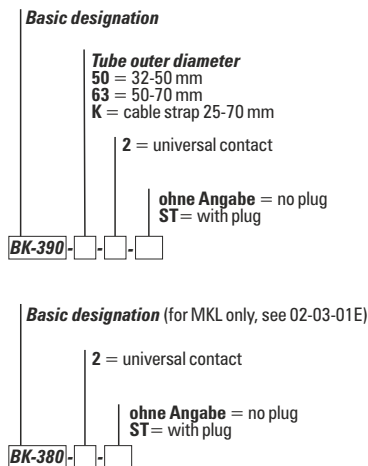 Basic designation
Tube outer diameter
50 = 32-50 mm
63 = 50-70 mm
K = cable strap 25-70 mm
2 = universal contact
ohne Angabe = no plug
ST= with plug
BK-390 - - -
Basic designation (for MKL only, see 02-03-01E)
2 = universal contact
ohne Angabe = no plug
ST= with plug
BK-380 - -